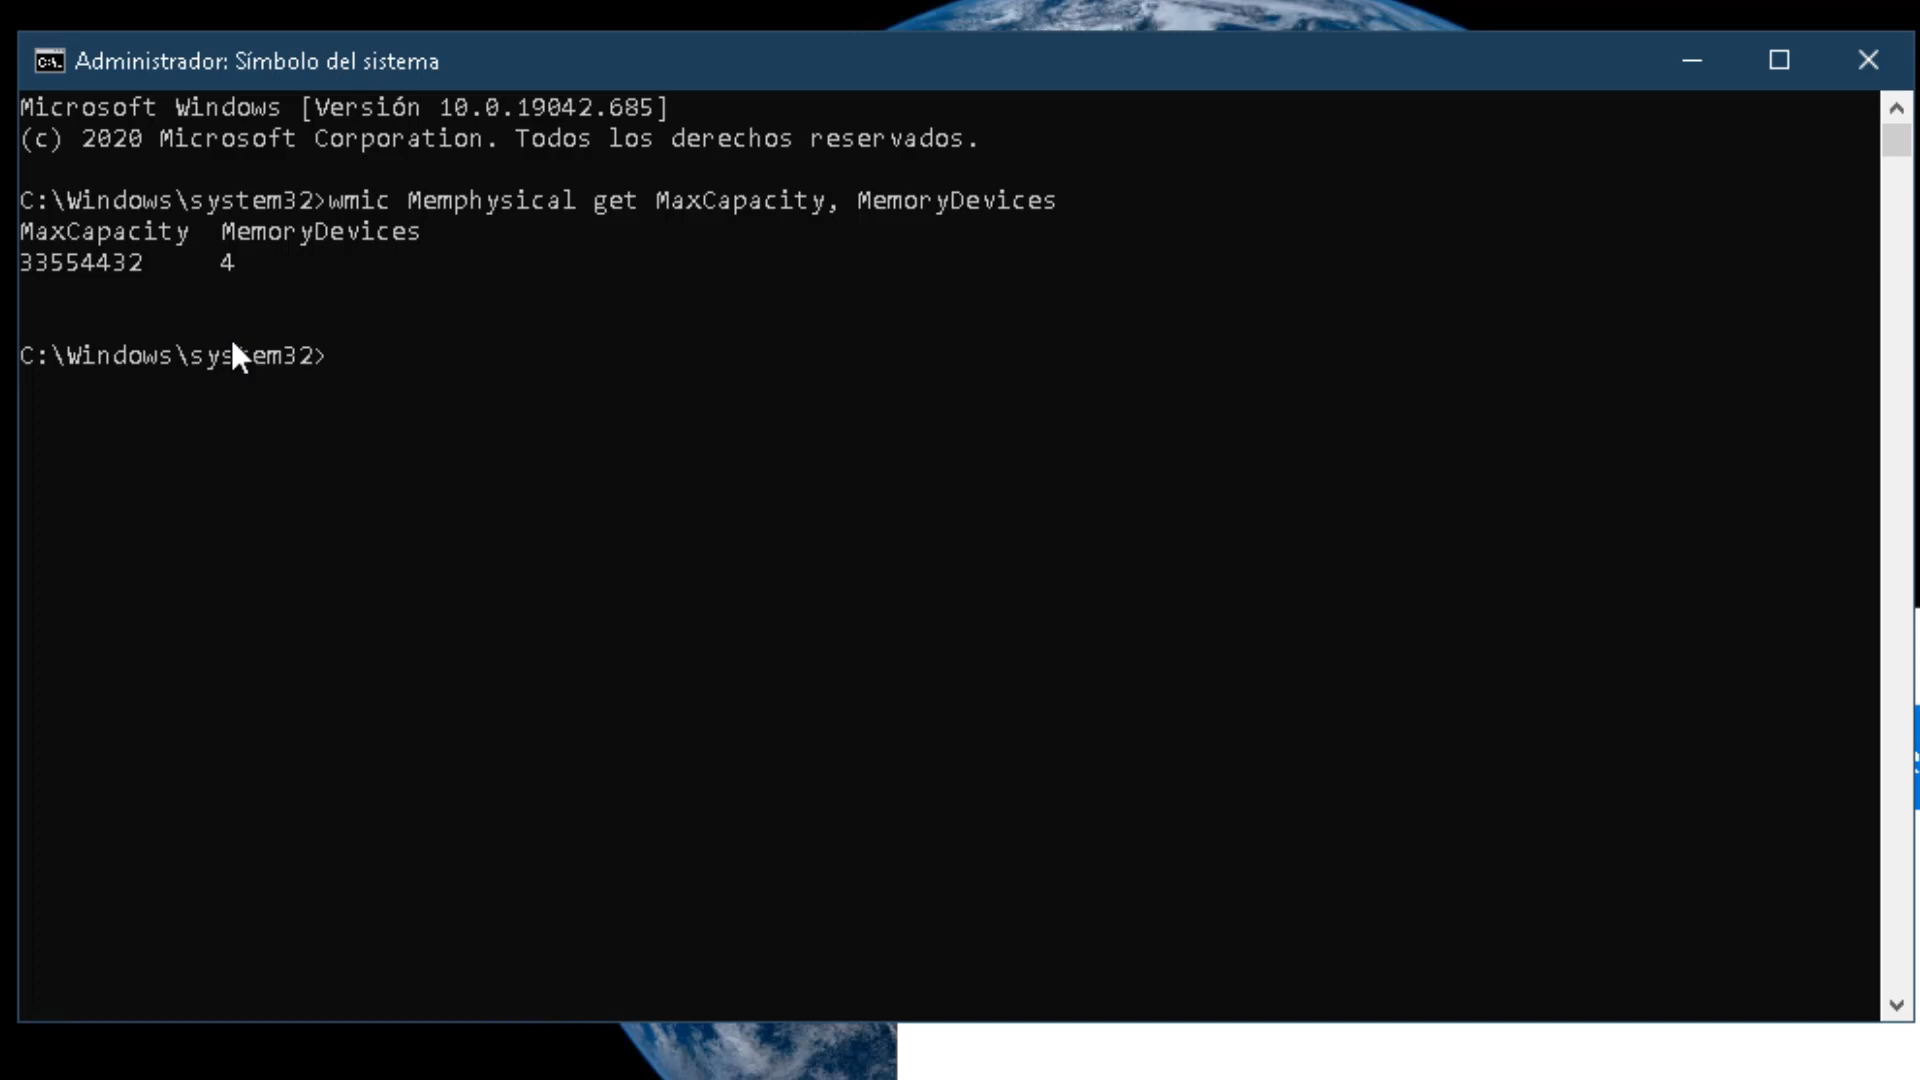 Administrador: Símbolo del sistema
Microsoft Windows [Versión 10.0.19042.685]
(c) 2020 Microsoft Corporation. Todos los derechos reservados.
C:\Windows\system32>wmic Memphysical get MaxCapacity, MemoryDevices
MaxCapacity  MemoryDevices
33554432     4
C:\Windows\system32>